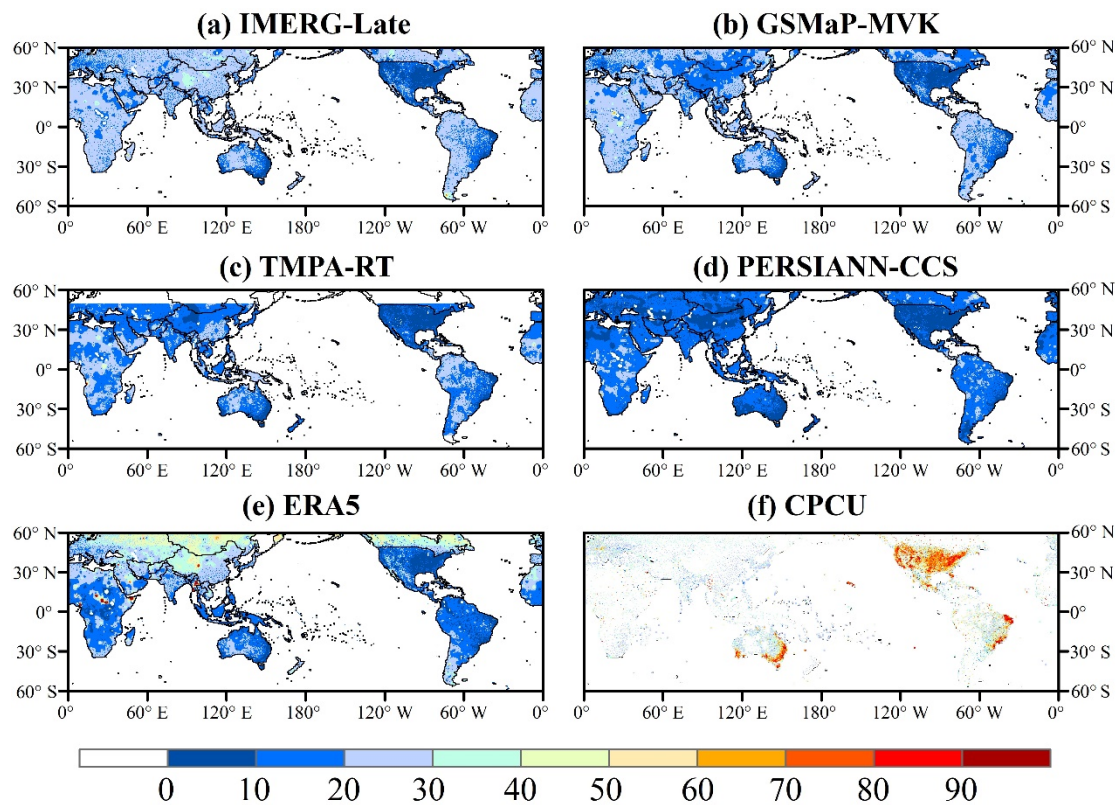 (a) IMERG-Late (b) GSMaP-MVK
60° N 60° N
30° N 30° N
0° 0°
30° S 30° S
60° S 60° S
0° 60° E 120° E 180° 120° W 60° W 0° 0° 60° E 120° E 180° 120° W 60° W 0°
(c) TMPA-RT (d) PERSIANN-CCS
60° N 60° N
30° N 30° N
0° 0°
30° S 30° S
60° S 60° S
0° 60° E 120° E 180° 120° W 60° W 0° 0° 60° E 120° E 180° 120° W 60° W 0°
(e) ERA5 (f) CPCU
60° N 60° N
30° N 30° N
0° 0°
30° S 30° S
60° S 60° S
0° 60° E 120° E 180° 120° W 60° W 0° 0° 60° E 120° E 180° 120° W 60° W 0°
0 10 20 30 40 50 60 70 80 90